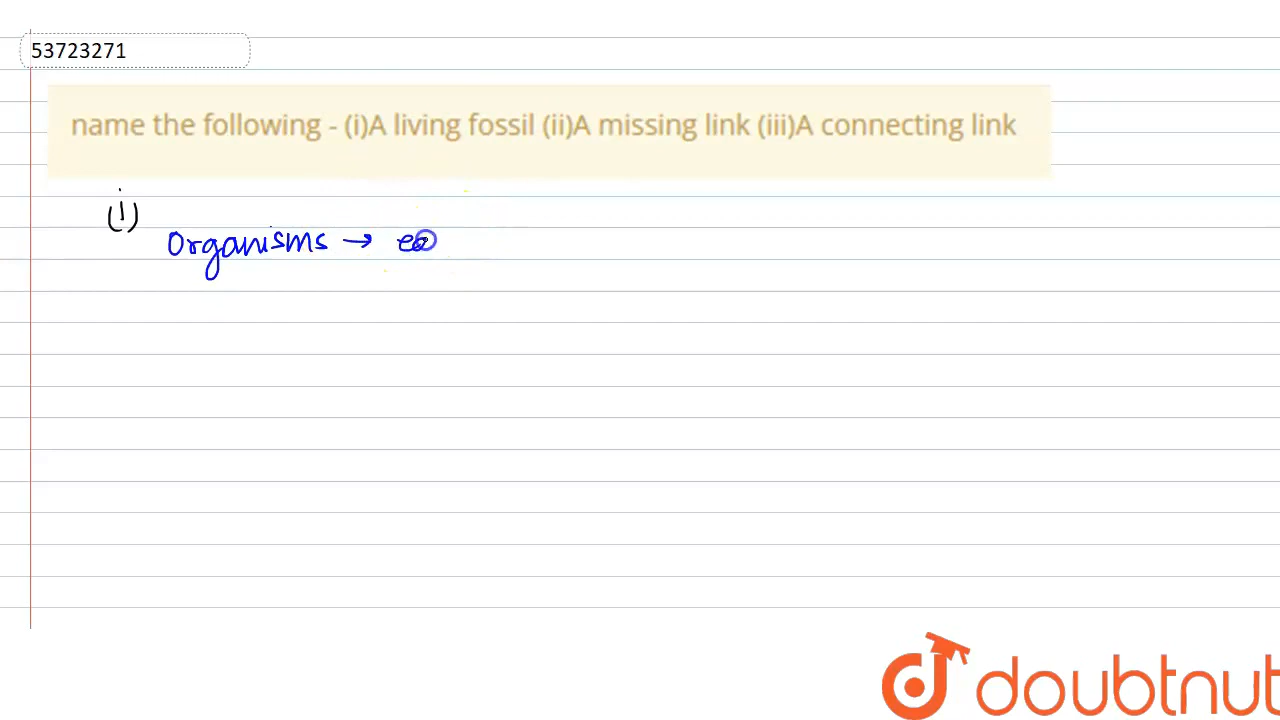 53723271
name the following - (i)A living fossil (ii)A missing link (iii)A connecting link
(i)
Organisms →
doubtnut